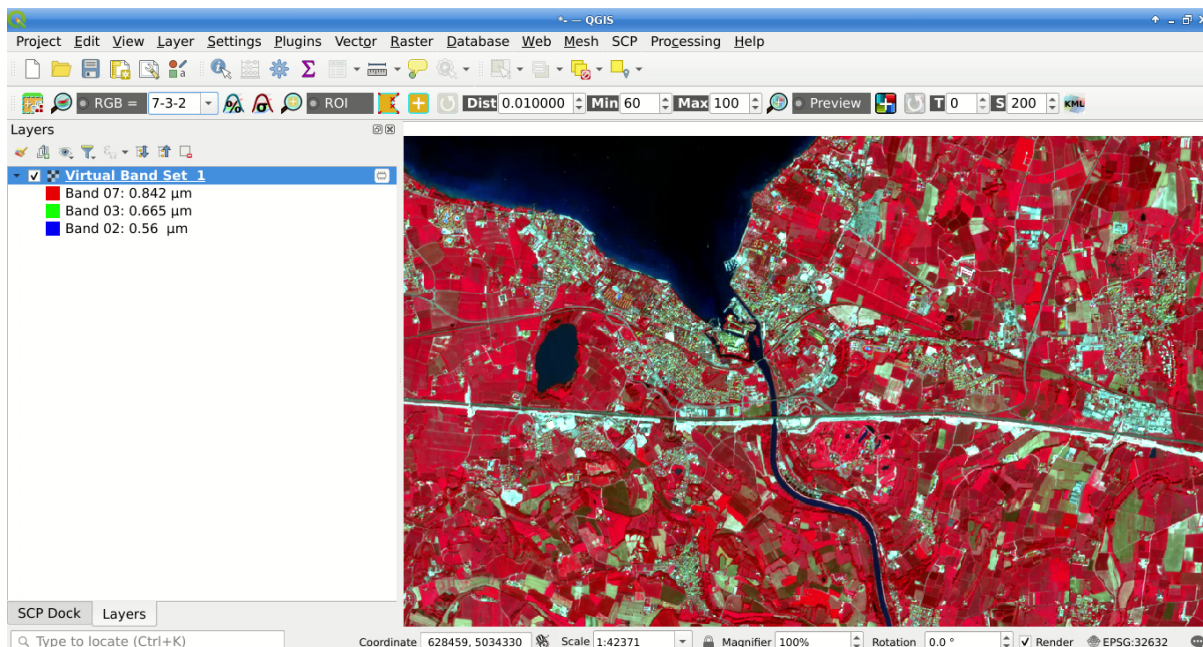 *- — QGIS
Project Edit View Layer Settings Plugins Vector Raster Database Web Mesh SCP Processing Help
RGB = 7-3-2 ROI Dist 0.010000 Min 60 Max 100 Preview T 0 S 200 KML
Layers
Virtual Band Set 1
Band 07: 0.842 µm
Band 03: 0.665 µm
Band 02: 0.56 µm
SCP Dock Layers
Type to locate (Ctrl+K) Coordinate 628459, 5034330 Scale 1:42371 Magnifier 100% Rotation 0.0 ° Render EPSG:32632